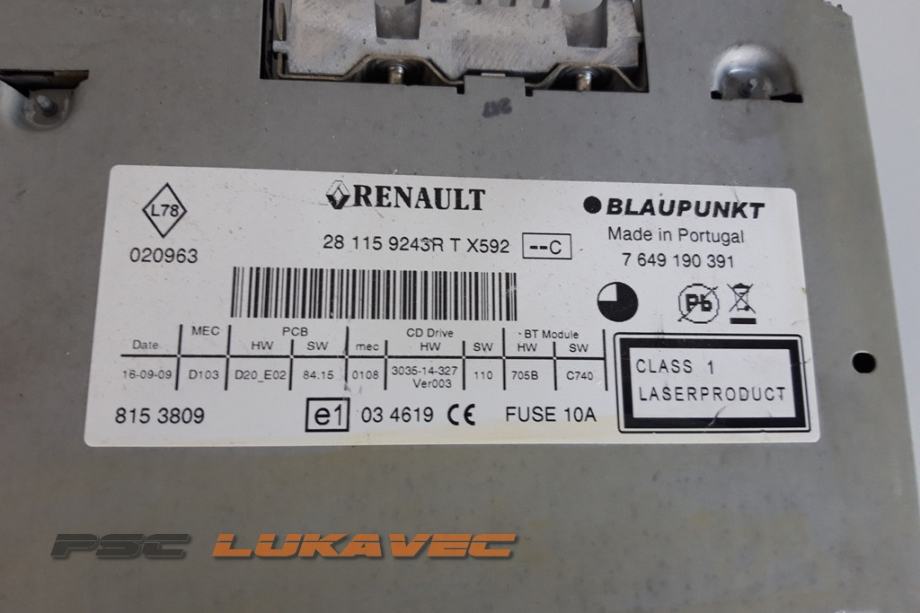 L78
RENAULT
BLAUPUNKT
Made in Portugal
020963
28 115 9243R T X592 --C
7 649 190 391
Pb
MEC PCB CD Drive BT Module
Date HW SW mec HW SW HW SW
16-09-09 D103 D20_E02 84.15 0108 3035-14-327 110 705B C740
Ver003
CLASS 1
LASERPRODUCT
815 3809 e1 03 4619 CE FUSE 10A
PSC LUKAVEC